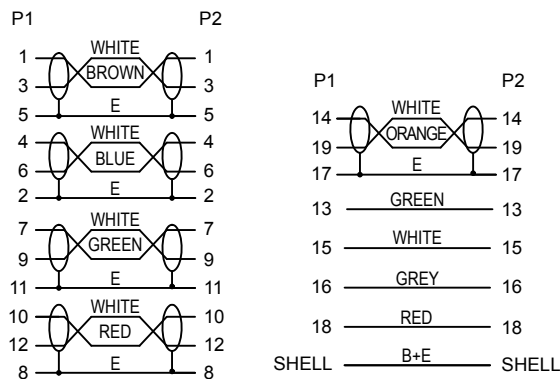 P1 P2
WHITE
1 1
BROWN
3 3
E
5 5
WHITE
4 4
BLUE
6 6
E
2 2
WHITE
7 7
GREEN
9 9
E
11 11
WHITE
10 10
RED
12 12
E
8 8
P1 P2
WHITE
14 14
ORANGE
19 19
E
17 17
GREEN
13 13
WHITE
15 15
GREY
16 16
RED
18 18
B+E
SHELL SHELL